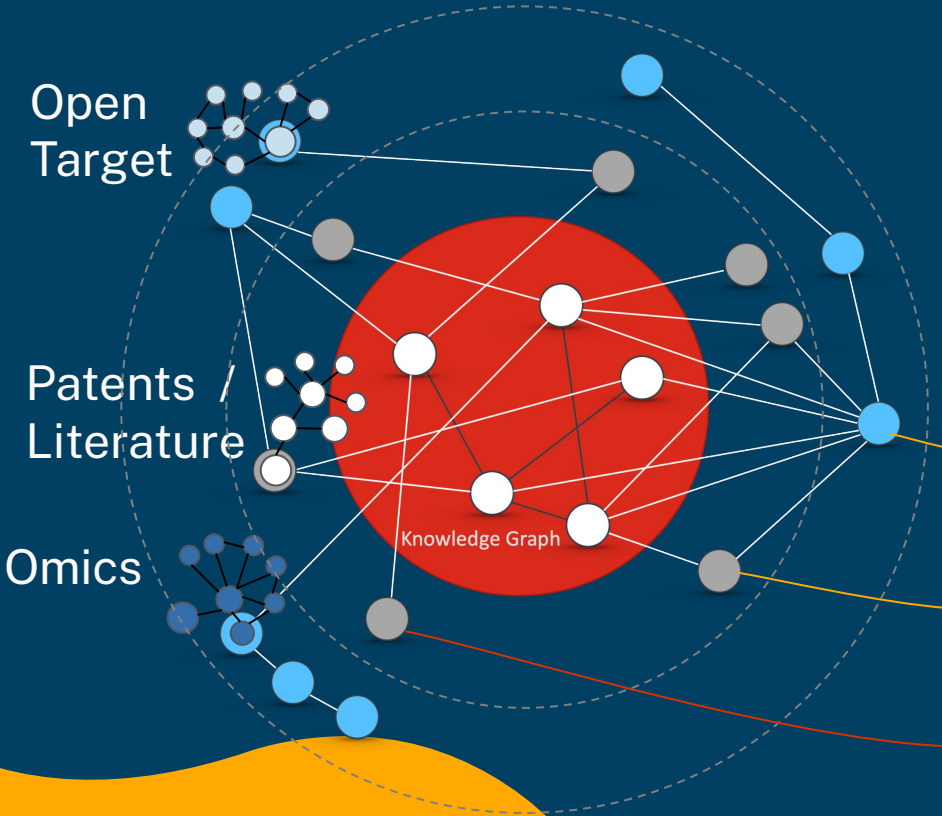 Open
Target
Patents /
Literature
Knowledge Graph
Omics